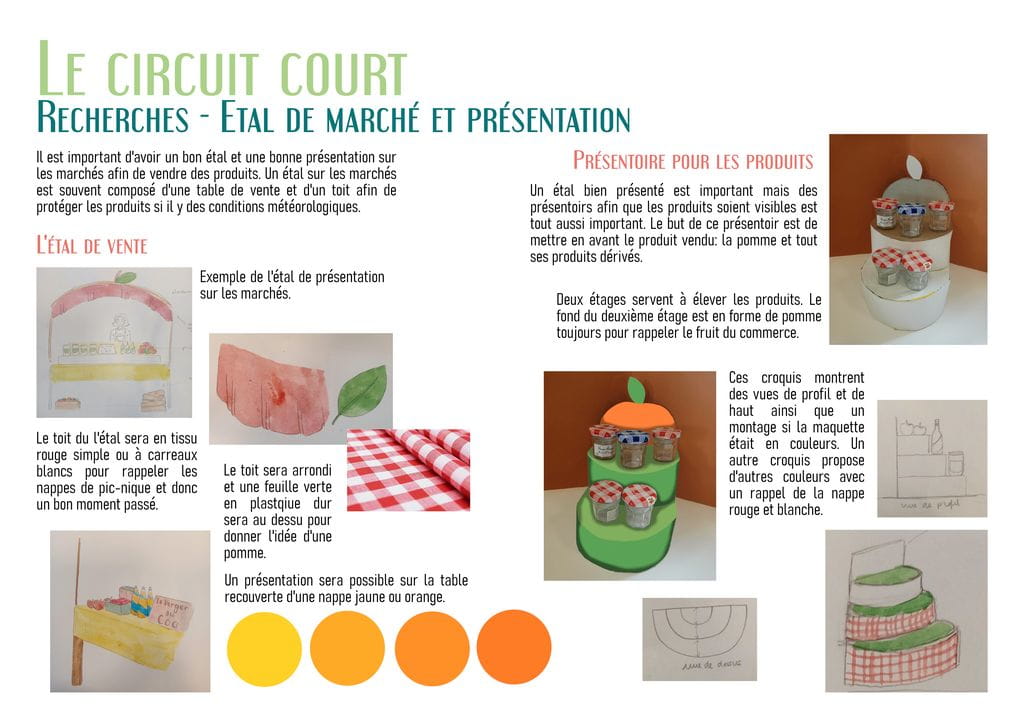 Le circuit court
Recherches - Etal de marché et présentation
Il est important d'avoir un bon étal et une bonne présentation sur
les marchés afin de vendre des produits. Un étal sur les marchés
est souvent composé d'une table de vente et d'un toit afin de
protéger les produits si il y des conditions météorologiques.
L'étal de vente
Exemple de l'étal de présentation
sur les marchés.
Le toit du l'étal sera en tissu
rouge simple ou à carreaux
blancs pour rappeler les
nappes de pic-nique et donc
un bon moment passé.
Le toit sera arrondi
et une feuille verte
en plastqiue dur
sera au dessu pour
donner l'idée d'une
pomme.
Un présentation sera possible sur la table
recouverte d'une nappe jaune ou orange.
Le Verger
du
Coq
Présentoire pour les produits
Un étal bien présenté est important mais des
présentoirs afin que les produits soient visibles est
tout aussi important. Le but de ce présentoir est de
mettre en avant le produit vendu: la pomme et tout
ses produits dérivés.
Deux étages servent à élever les produits. Le
fond du deuxième étage est en forme de pomme
toujours pour rappeler le fruit du commerce.
Ces croquis montrent
des vues de profil et de
haut ainsi que un
montage si la maquette
était en couleurs. Un
autre croquis propose
d'autres couleurs avec
un rappel de la nappe
rouge et blanche.
vue de profil
vue de dessus